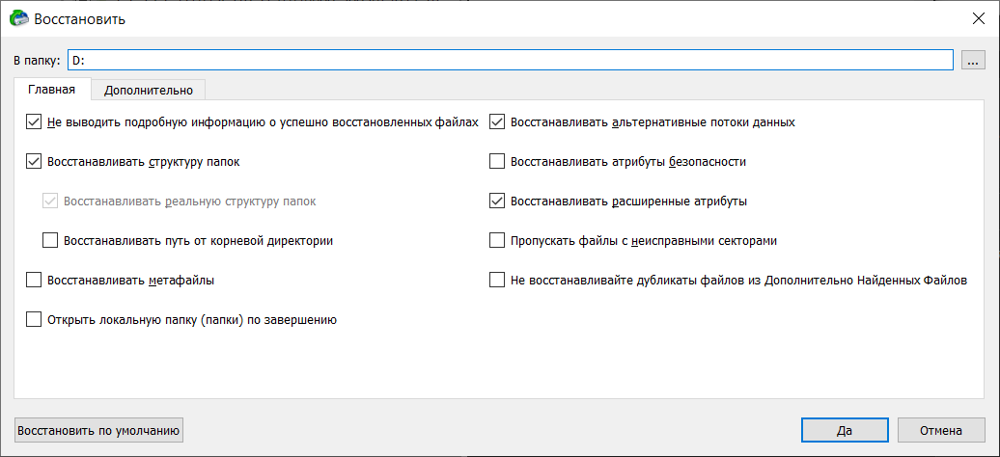 Восстановить
В папку: D: ...
Главная Дополнительно
Не выводить подробную информацию о успешно восстановленных файлах
Восстанавливать альтернативные потоки данных
Восстанавливать структуру папок
Восстанавливать атрибуты безопасности
Восстанавливать реальную структуру папок
Восстанавливать расширенные атрибуты
Восстанавливать путь от корневой директории
Пропускать файлы с неисправными секторами
Восстанавливать метафайлы
Не восстанавливайте дубликаты файлов из Дополнительно Найденных Файлов
Открыть локальную папку (папки) по завершению
Восстановить по умолчанию Да Отмена